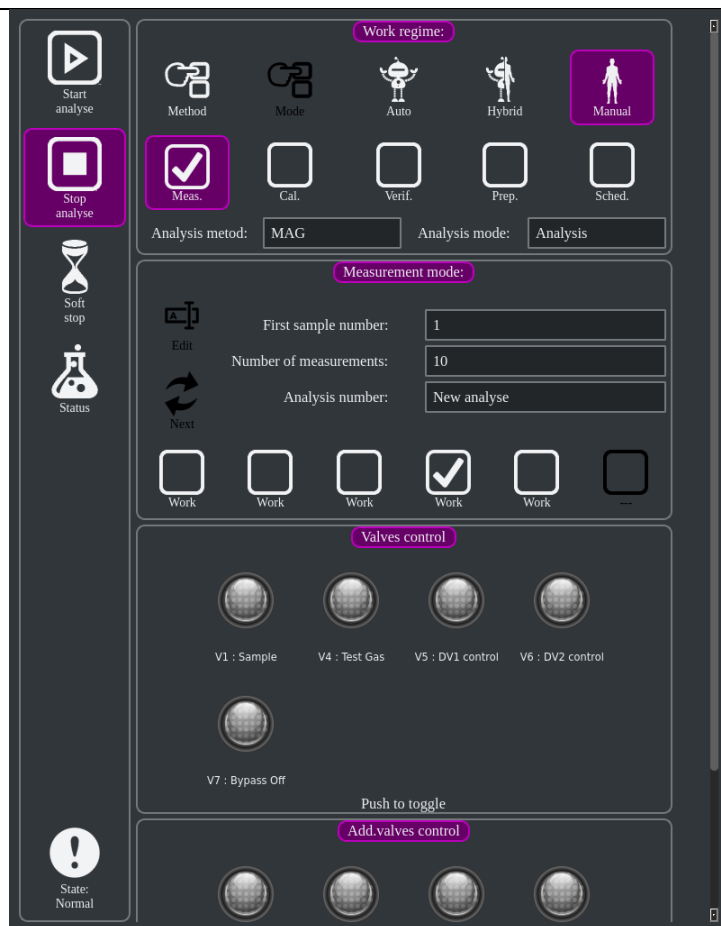 Start
analyse
Stop
analyse
Soft
stop
Status
State:
Normal
Work regime:
Method Mode Auto Hybrid Manual
Meas. Cal. Verif. Prep. Sched.
Analysis metod: MAG Analysis mode: Analysis
Measurement mode:
Edit
First sample number: 1
Number of measurements: 10
Next
Analysis number: New analyse
Work Work Work Work Work ---
Valves control
V1 : Sample V4 : Test Gas V5 : DV1 control V6 : DV2 control
V7 : Bypass Off
Push to toggle
Add.valves control